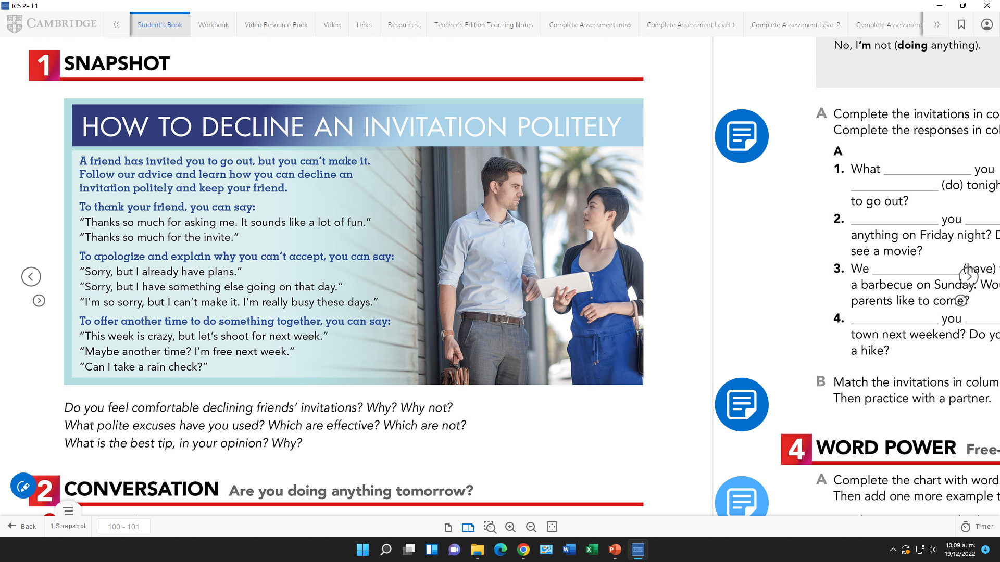 IC5 P+ L1
CAMBRIDGE
Student's Book
Workbook
Video Resource Book
Video
Links
Resources
Teacher's Edition Teaching Notes
Complete Assessment Intro
Complete Assessment Level 1
Complete Assessment Level 2
Complete Assessment
1 SNAPSHOT
HOW TO DECLINE AN INVITATION POLITELY
A friend has invited you to go out, but you can't make it.
Follow our advice and learn how you can decline an
invitation politely and keep your friend.
To thank your friend, you can say:
"Thanks so much for asking me. It sounds like a lot of fun."
"Thanks so much for the invite."
To apologize and explain why you can't accept, you can say:
"Sorry, but I already have plans."
"Sorry, but I have something else going on that day."
"I'm so sorry, but I can't make it. I'm really busy these days."
To offer another time to do something together, you can say:
"This week is crazy, but let's shoot for next week."
"Maybe another time? I'm free next week."
"Can I take a rain check?"
Do you feel comfortable declining friends' invitations? Why? Why not?
What polite excuses have you used? Which are effective? Which are not?
What is the best tip, in your opinion? Why?
2 CONVERSATION Are you doing anything tomorrow?
No, I'm not (doing anything).
A Complete the invitations in co
Complete the responses in col
A
1. What ____ you
____ (do) tonigh
to go out?
2. ____ you ____
anything on Friday night? D
see a movie?
3. We ____ (have)
a barbecue on Sunday. Wou
parents like to come?
4. ____ you ____
town next weekend? Do yo
a hike?
B Match the invitations in colum
Then practice with a partner.
4 WORD POWER Free-
A Complete the chart with word
Then add one more example t
Back
1 Snapshot
100 - 101
Timer
PLUS
10:09 a. m.
19/12/2022
4